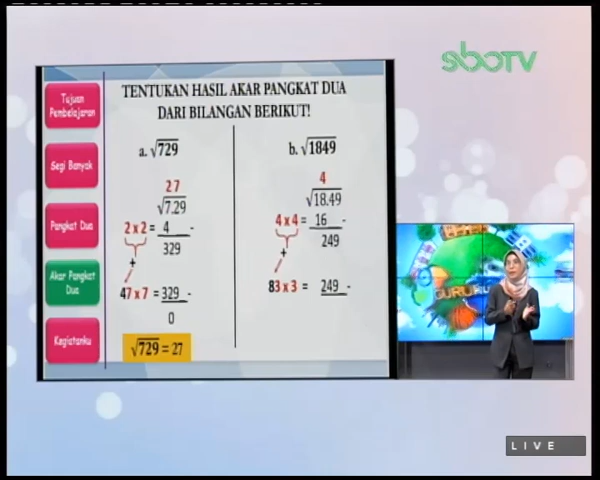 sbOTV
TENTUKAN HASIL AKAR PANGKAT DUA
DARI BILANGAN BERIKUT!
Tujuan
Pembelajaran
Segi Banyak
Pangkat Dua
Akar Pangkat
Dua
Kegiatanku
a. √729
27
√7.29
2 x 2 = 4 -
329
+
47 x 7 = 329 -
0
√729 = 27
b. √1849
4
√18.49
4 x 4 = 16 -
249
+
83 x 3 = 249 -
LIVE